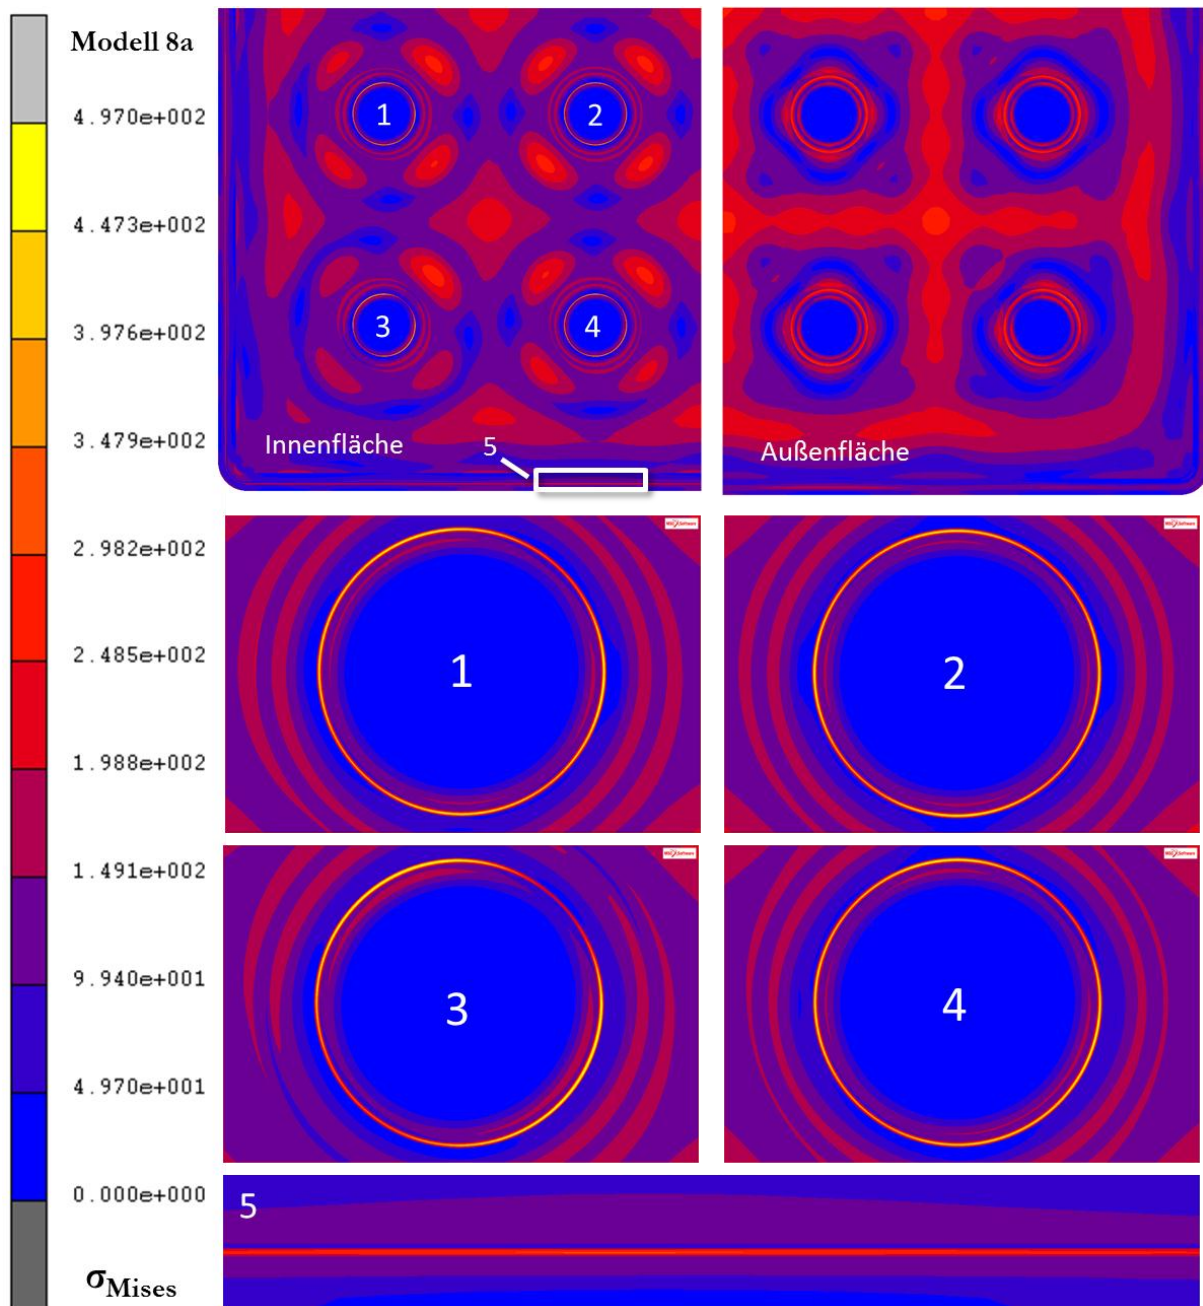 Modell 8a
4.970e+002
4.473e+002
3.976e+002
3.479e+002
2.982e+002
2.485e+002
1.988e+002
1.491e+002
9.940e+001
4.970e+001
0.000e+000
σMises
1
2
3
4
Innenfläche
5
Außenfläche
1
2
3
4
5